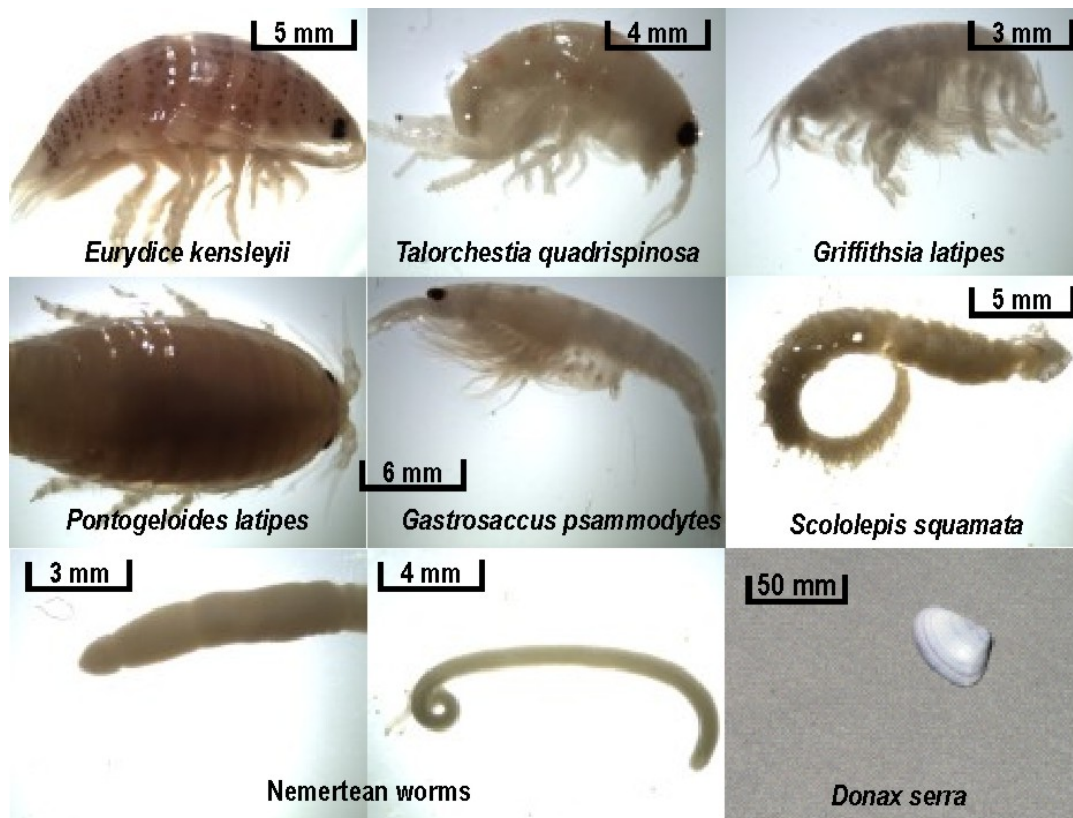 5 mm
4 mm
3 mm
Eurydice kensleyii
Talorchestia quadrispinosa
Griffithsia latipes
5 mm
6 mm
Pontogeloides latipes
Gastrosaccus psammodytes
Scololepis squamata
3 mm
4 mm
50 mm
Nemertean worms
Donax serra